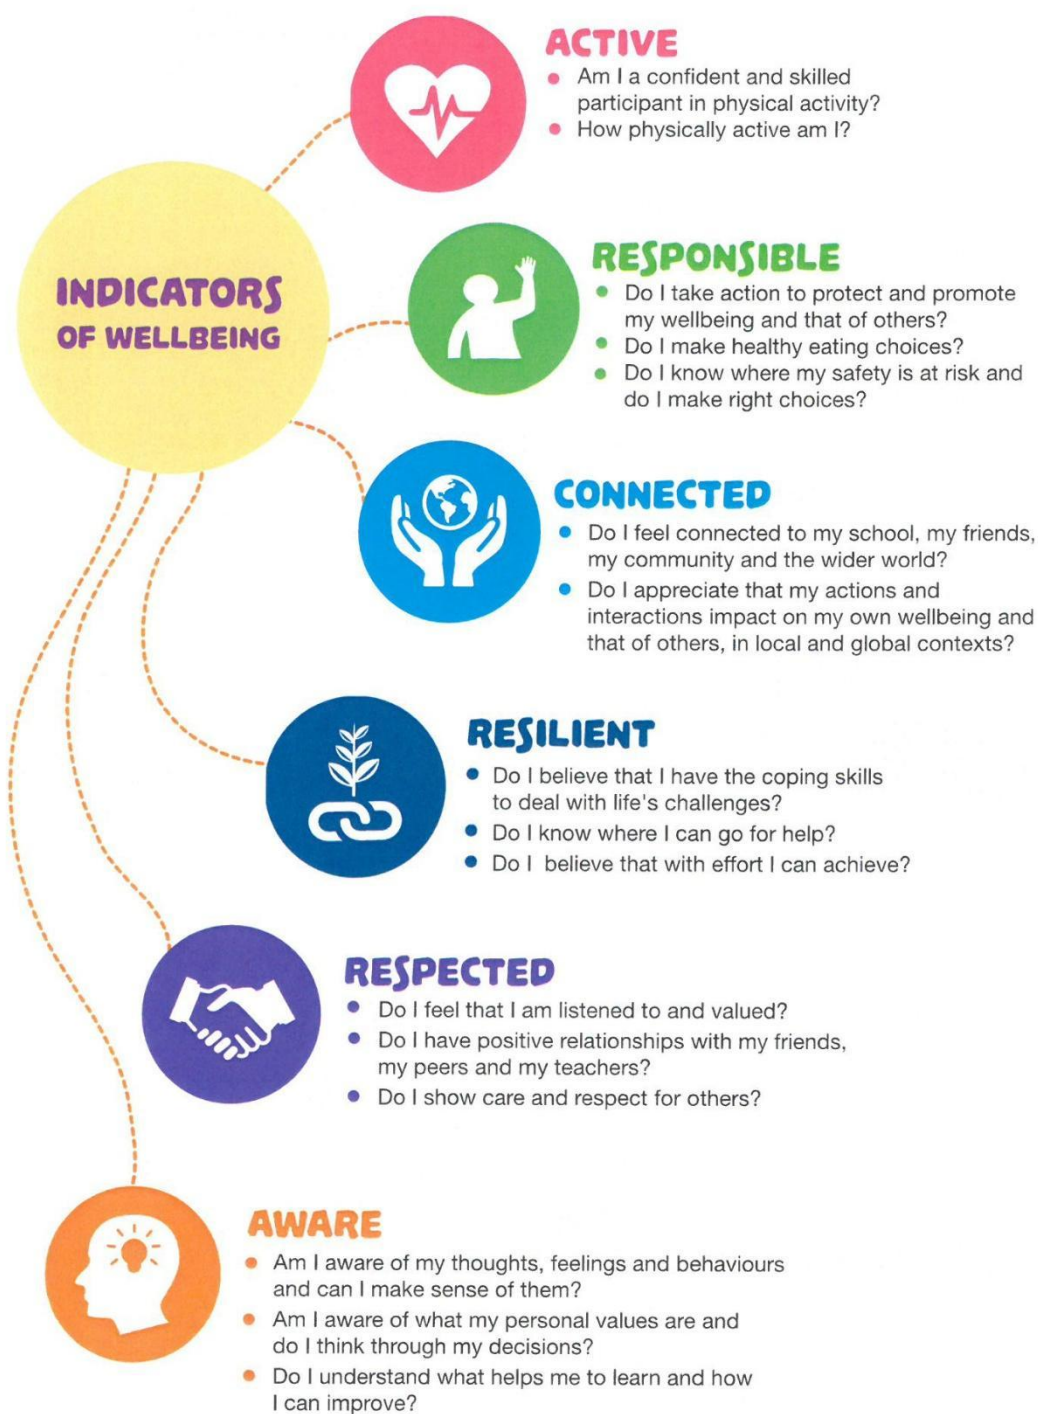 INDICATORS
OF WELLBEING
ACTIVE
• Am I a confident and skilled
participant in physical activity?
• How physically active am I?
RESPONSIBLE
• Do I take action to protect and promote
my wellbeing and that of others?
• Do I make healthy eating choices?
• Do I know where my safety is at risk and
do I make right choices?
CONNECTED
• Do I feel connected to my school, my friends,
my community and the wider world?
• Do I appreciate that my actions and
interactions impact on my own wellbeing and
that of others, in local and global contexts?
RESILIENT
• Do I believe that I have the coping skills
to deal with life's challenges?
• Do I know where I can go for help?
• Do I believe that with effort I can achieve?
RESPECTED
• Do I feel that I am listened to and valued?
• Do I have positive relationships with my friends,
my peers and my teachers?
• Do I show care and respect for others?
AWARE
• Am I aware of my thoughts, feelings and behaviours
and can I make sense of them?
• Am I aware of what my personal values are and
do I think through my decisions?
• Do I understand what helps me to learn and how
I can improve?